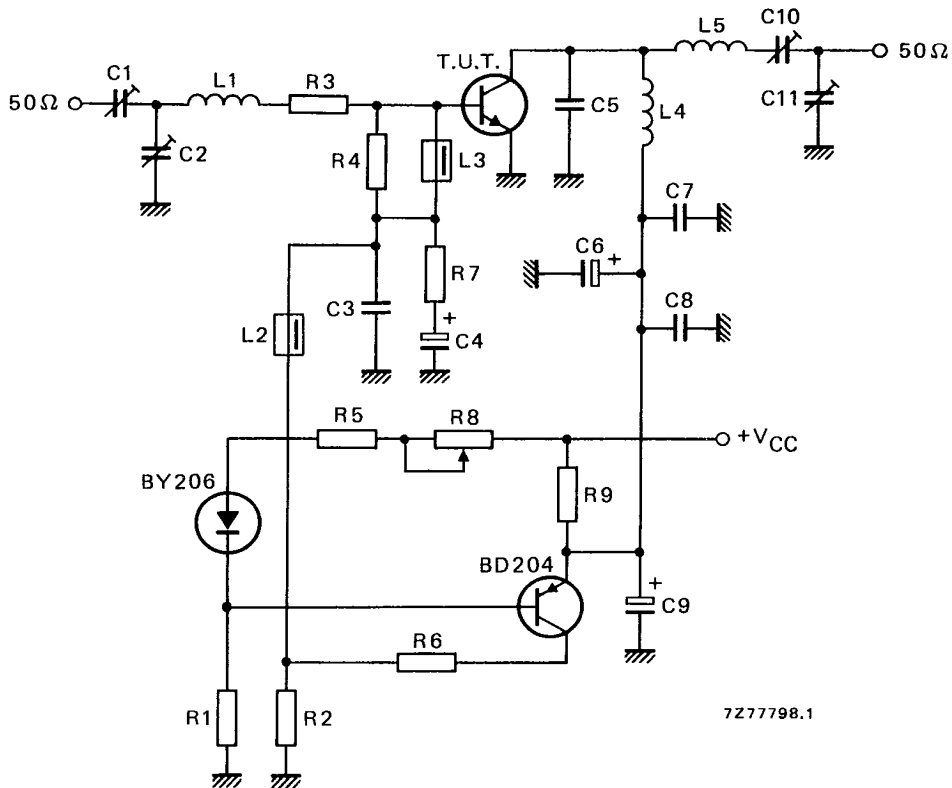 C10
L5
50Ω
T.U.T.
C1
L1
R3
C11
50Ω
C5
L4
C2
R4
L3
C7
C6
+
R7
C3
C8
+
L2
C4
R5
R8
+VCC
BY206
R9
BD204
+
C9
R6
R1
R2
7Z77798.1